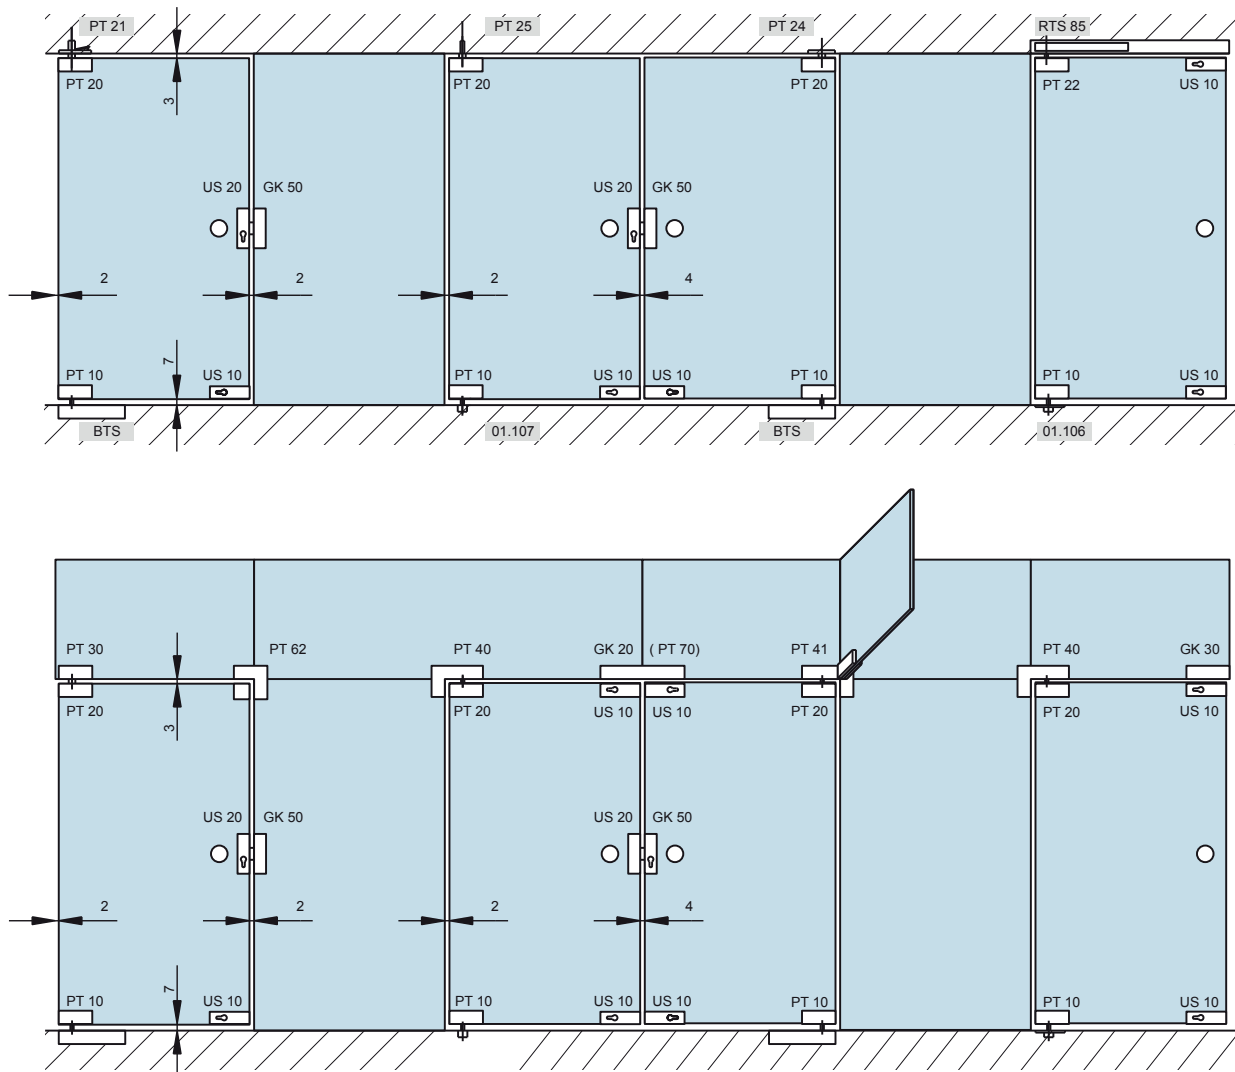 PT 21 PT 25 PT 24 RTS 85
PT 20 PT 20 PT 20 PT 22 US 10
3
US 20 GK 50 US 20 GK 50
2 2 2 4
7
PT 10 US 10 PT 10 US 10 US 10 PT 10 PT 10 US 10
BTS 01.107 BTS 01.106
PT 30 PT 62 PT 40 GK 20 ( PT 70) PT 41 PT 40 GK 30
PT 20 PT 20 US 10 US 10 PT 20 PT 20 US 10
3
US 20 GK 50 US 20 GK 50
2 2 2 4
7
PT 10 US 10 PT 10 US 10 US 10 PT 10 PT 10 US 10